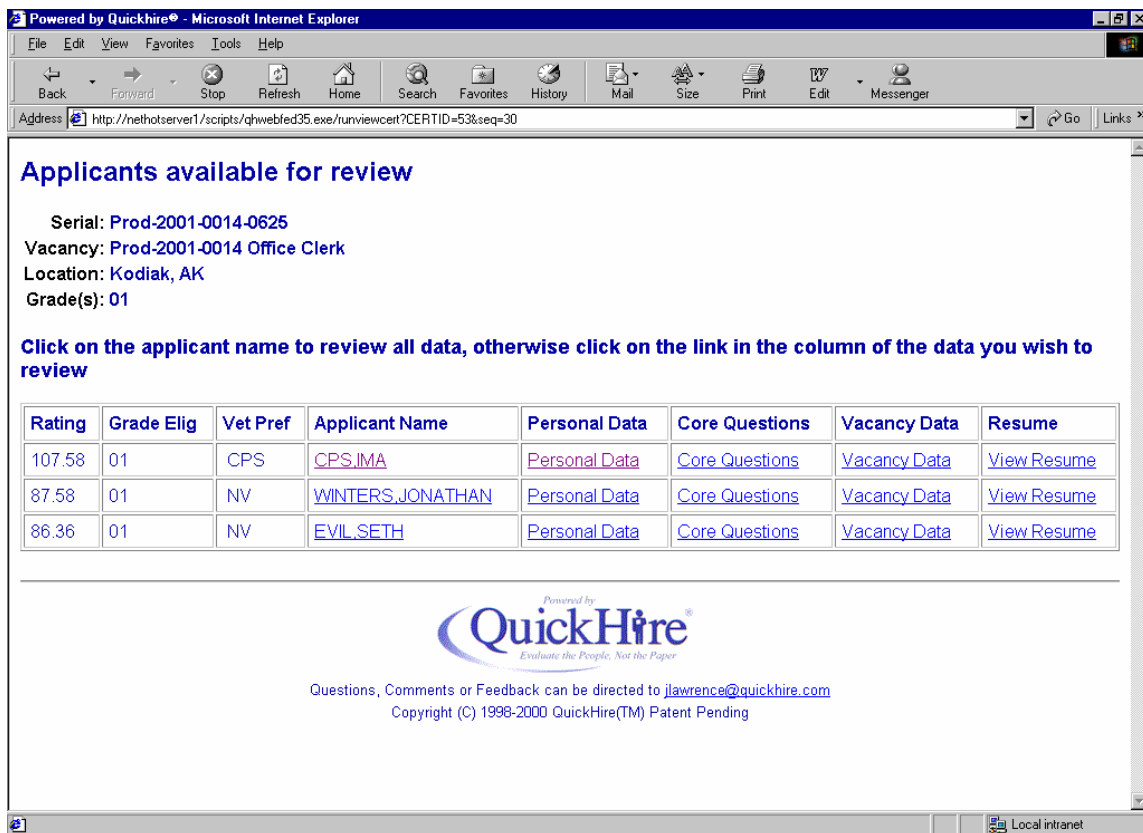 Powered by Quickhire® - Microsoft Internet Explorer
File Edit View Favorites Tools Help
Back Forward Stop Refresh Home Search Favorites History Mail Size Print Edit Messenger
Address http://nethotserver1/scripts/qhwebfed35.exe/runviewcert?CERTID=53&seq=30 Go Links »
Applicants available for review
Serial: Prod-2001-0014-0625
Vacancy: Prod-2001-0014 Office Clerk
Location: Kodiak, AK
Grade(s): 01
Click on the applicant name to review all data, otherwise click on the link in the column of the data you wish to
review
Rating Grade Elig Vet Pref Applicant Name Personal Data Core Questions Vacancy Data Resume
107.58 01 CPS CPS,IMA Personal Data Core Questions Vacancy Data View Resume
87.58 01 NV WINTERS,JONATHAN Personal Data Core Questions Vacancy Data View Resume
86.36 01 NV EVIL,SETH Personal Data Core Questions Vacancy Data View Resume
Powered by
QuickHire®
Evaluate the People, Not the Paper
Questions, Comments or Feedback can be directed to jlawrence@quickhire.com
Copyright (C) 1998-2000 QuickHire(TM) Patent Pending
Local intranet